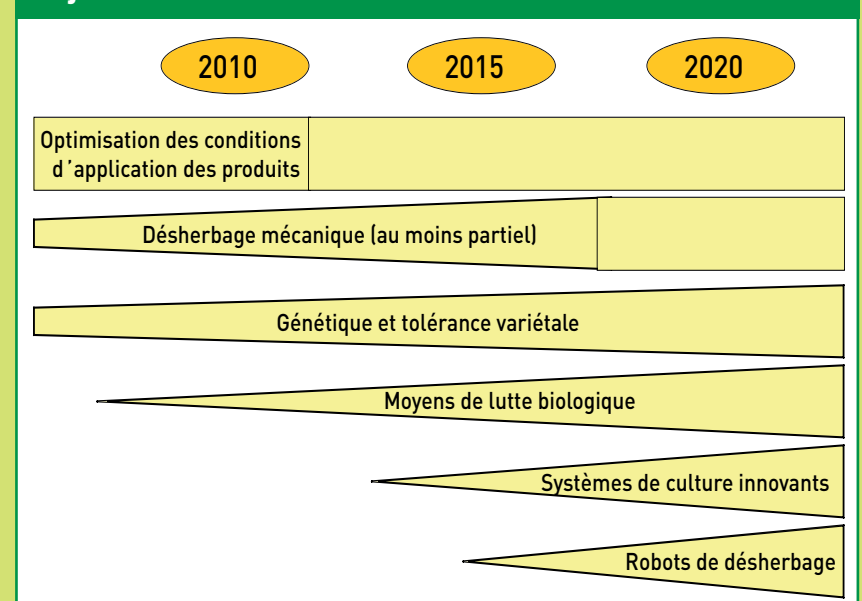 2010 2015 2020
Optimisation des conditions
d'application des produits
Désherbage mécanique (au moins partiel)
Génétique et tolérance variétale
Moyens de lutte biologique
Systèmes de culture innovants
Robots de désherbage